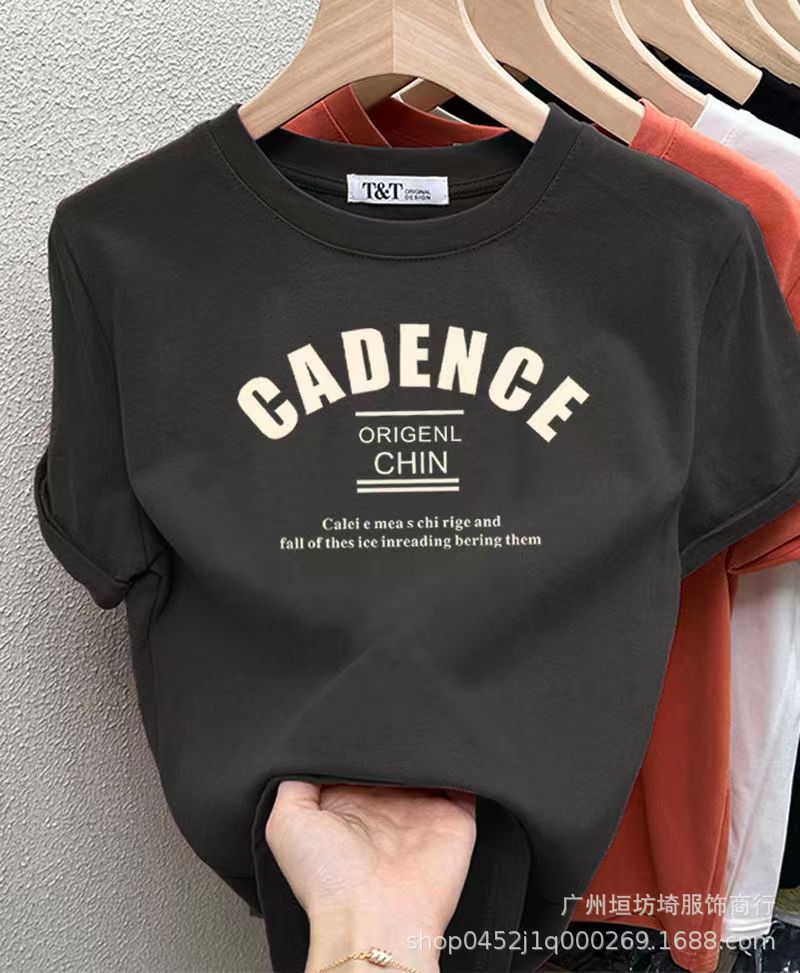 T&T ORIGINAL
DESIGN
CADENCE
ORIGENL
CHIN
Calei e mea s chi rige and
fall of thes ice inreading bering them
广州垣坊埼服饰商行
shop0452j1q000269.1688.com